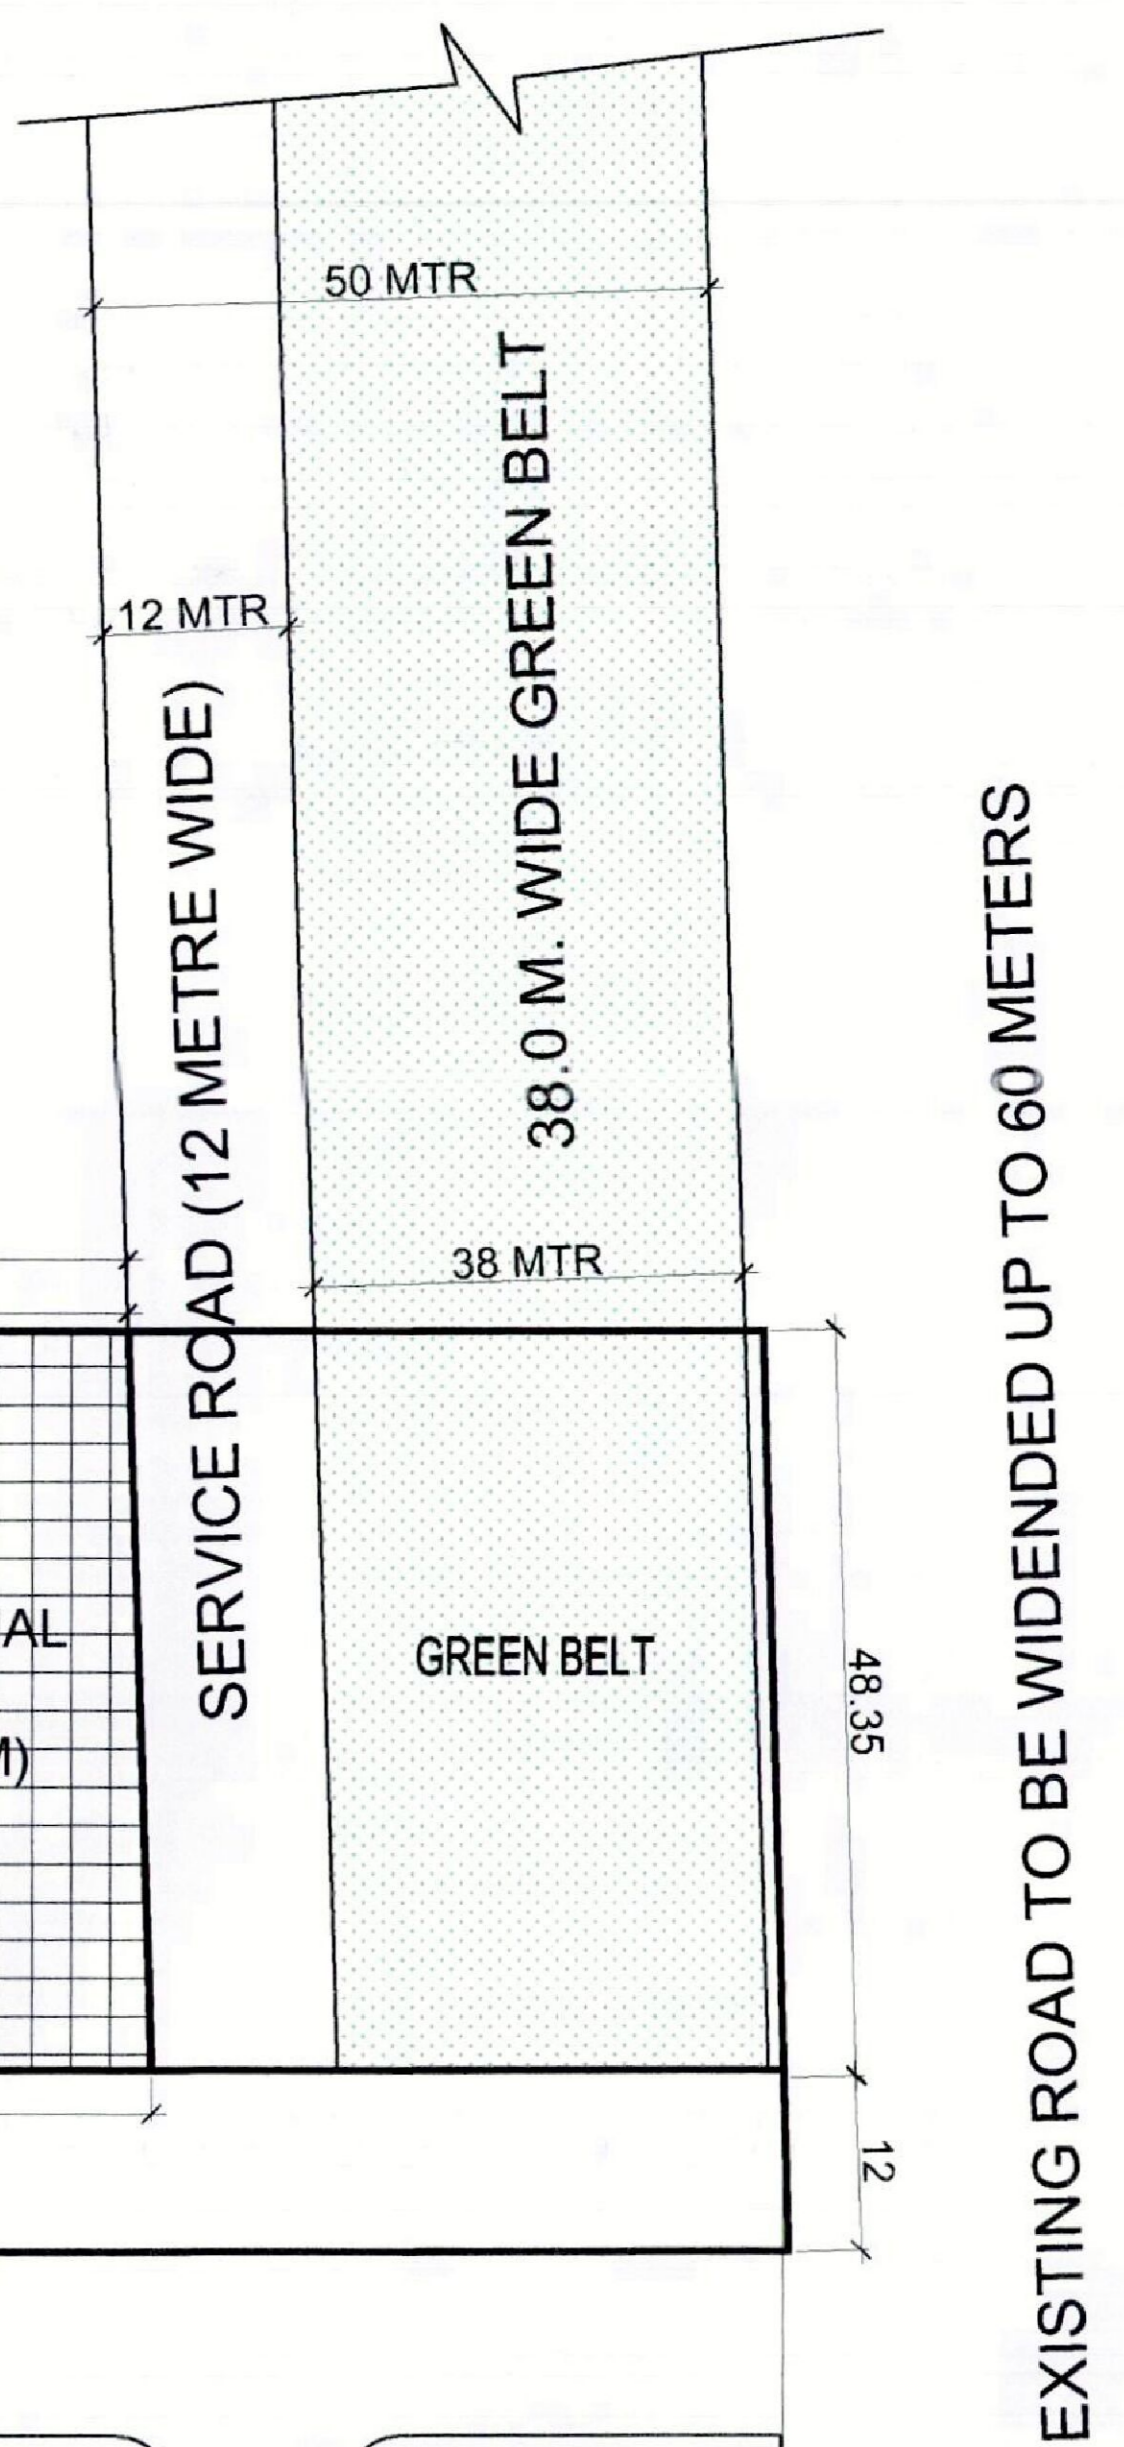 50 MTR
38.0 M. WIDE GREEN BELT
12 MTR
SERVICE ROAD (12 METRE WIDE)
EXISTING ROAD TO BE WIDENDED UP TO 60 METERS
38 MTR
AL
GREEN BELT
48.35
M)
12